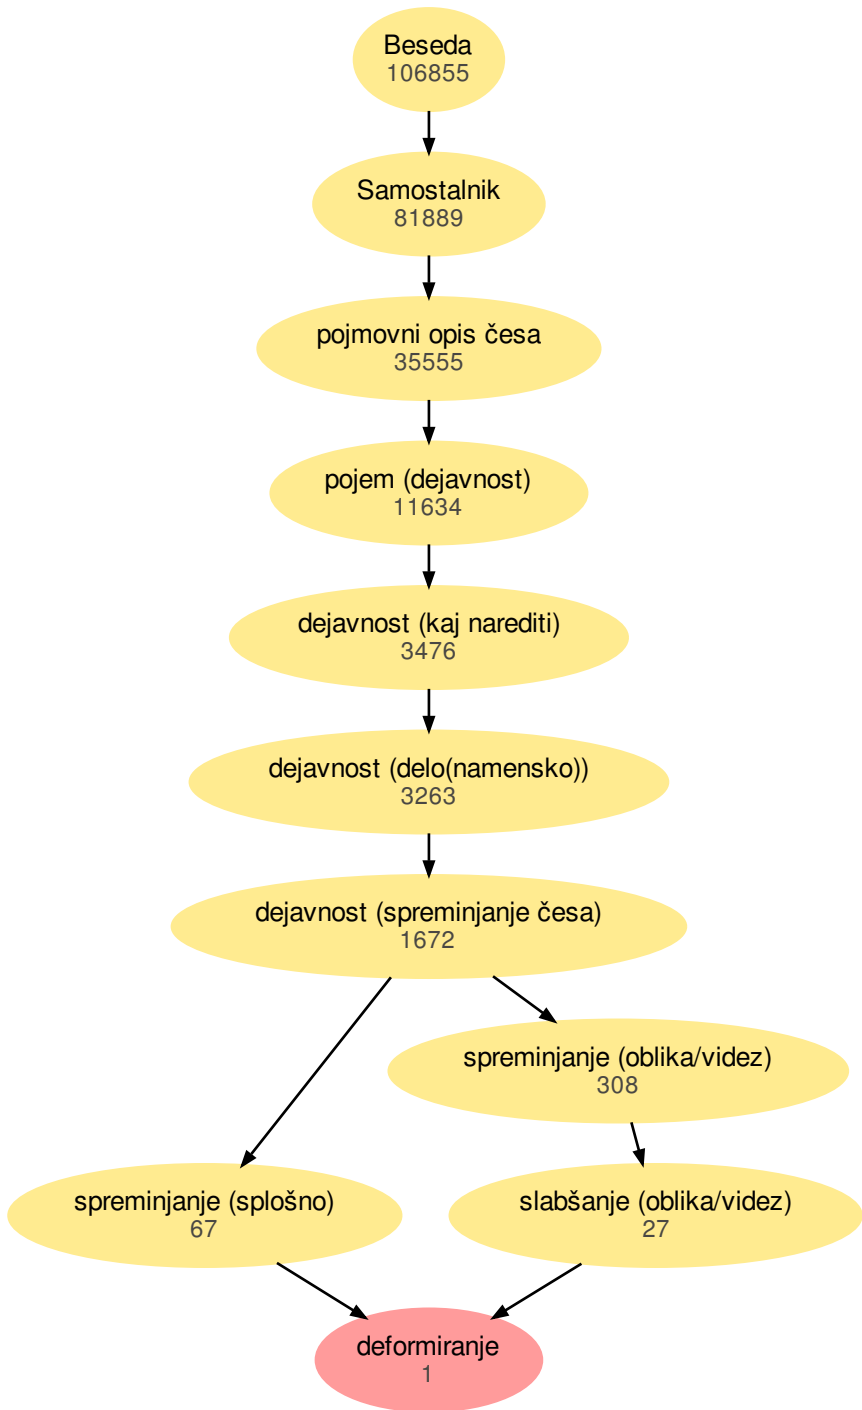 Beseda
106855
Samostalnik
81889
pojmovni opis česa
35555
pojem (dejavnost)
11634
dejavnost (kaj narediti)
3476
dejavnost (delo(namensko))
3263
dejavnost (spreminjanje česa)
1672
spreminjanje (oblika/videz)
308
spreminjanje (splošno)
67
slabšanje (oblika/videz)
27
deformiranje
1